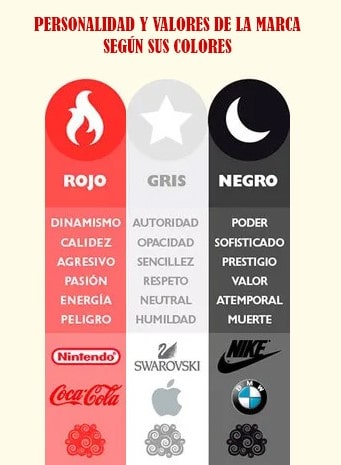 PERSONALIDAD Y VALORES DE LA MARCA
SEGÚN SUS COLORES
ROJO
DINAMISMO
CALIDEZ
AGRESIVO
PASIÓN
ENERGÍA
PELIGRO
Nintendo
Coca-Cola
GRIS
AUTORIDAD
OPACIDAD
SENCILLEZ
RESPETO
NEUTRAL
HUMILDAD
SWAROVSKI
NEGRO
PODER
SOFISTICADO
PRESTIGIO
VALOR
ATEMPORAL
MUERTE
NIKE
BMW